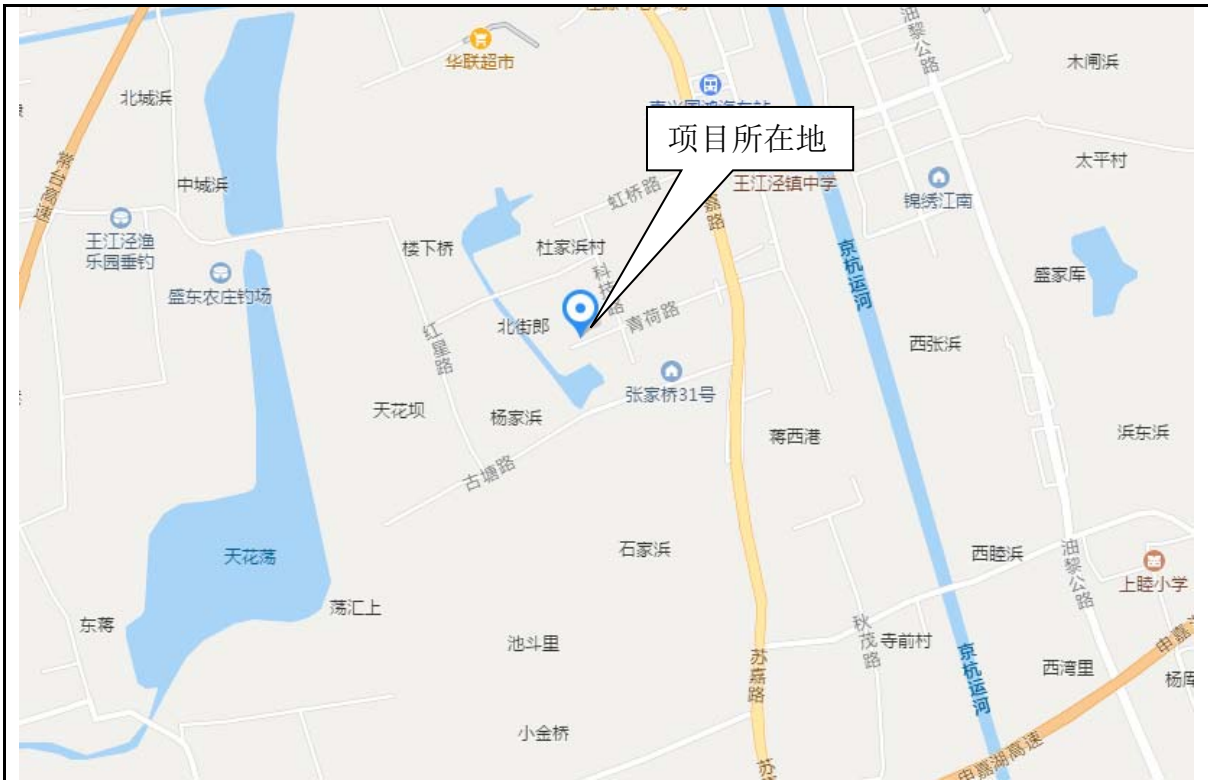 华联超市
油黎公路
木闸浜
北城浜
项目所在地
常台高速
中城浜
太平村
王江泾镇中学
虹桥路
锦绣江南
王江泾渔
乐园垂钓
楼下桥
杜家浜村
嘉路
京杭运河
盛东农庄钓场
盛家厍
北街郎
青荷路
红星路
西张浜
张家桥31号
天花坝
杨家浜
蒋西港
浜东浜
古塘路
天花荡
石家浜
西睦浜
油黎公路
上睦小学
荡汇上
东蒋
池斗里
秋茂路
寺前村
京杭运河
申嘉
苏嘉路
西湾里
杨厍
小金桥
申嘉湖高速